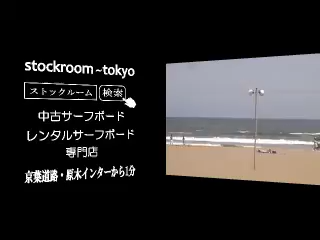 stockroom ~tokyo
ストックルーム 検索
中古サーフボード
レンタルサーフボード
専門店
京葉道路・原木インターから1分